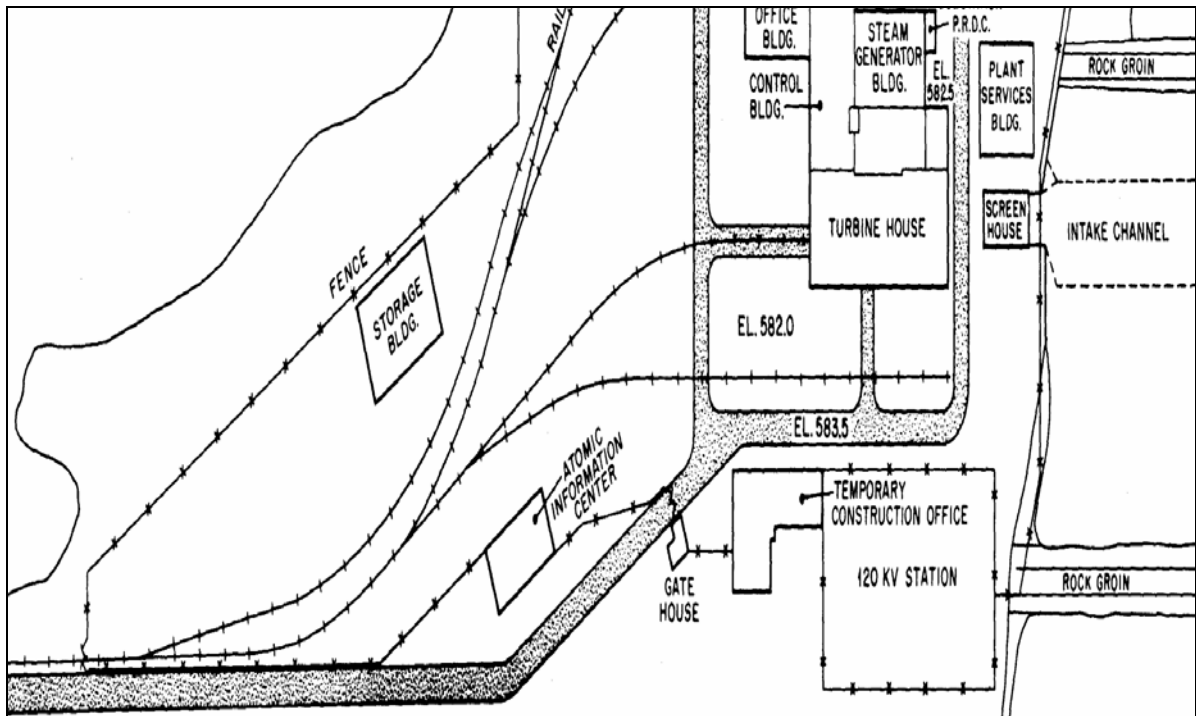 RAIL
OFFICE
BLDG.
STEAM
GENERATOR
BLDG.
P.R.D.C.
EL.
582.5
CONTROL
BLDG.
PLANT
SERVICES
BLDG.
ROCK GROIN
SCREEN
HOUSE
INTAKE CHANNEL
TURBINE HOUSE
FENCE
STORAGE
BLDG.
EL. 582.0
EL. 583.5
ATOMIC
INFORMATION
CENTER
TEMPORARY
CONSTRUCTION OFFICE
120 KV STATION
GATE
HOUSE
ROCK GROIN